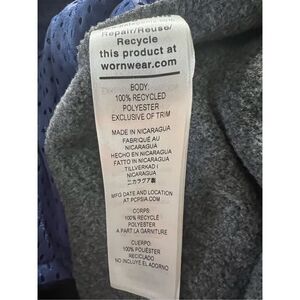 Repair/Reuse/
Recycle
this product at
wornwear.com
BODY:
100% RECYCLED
POLYESTER
EXCLUSIVE OF TRIM
MADE IN NICARAGUA
FABRIQUÉ AU
NICARAGUA
HECHO EN NICARAGUA
FATTO IN NICARAGUA
TILLVERKAD I
NICARAGUA
ニカラグア製
MFG DATE AND LOCATION
AT PCPSIA.COM
CORPS:
100% RECYCLÉ
POLYESTER
A PART LA GARNITURE
CUERPO:
100% POLIÉSTER
RECICLADO
NO INCLUYE EL ADORNO